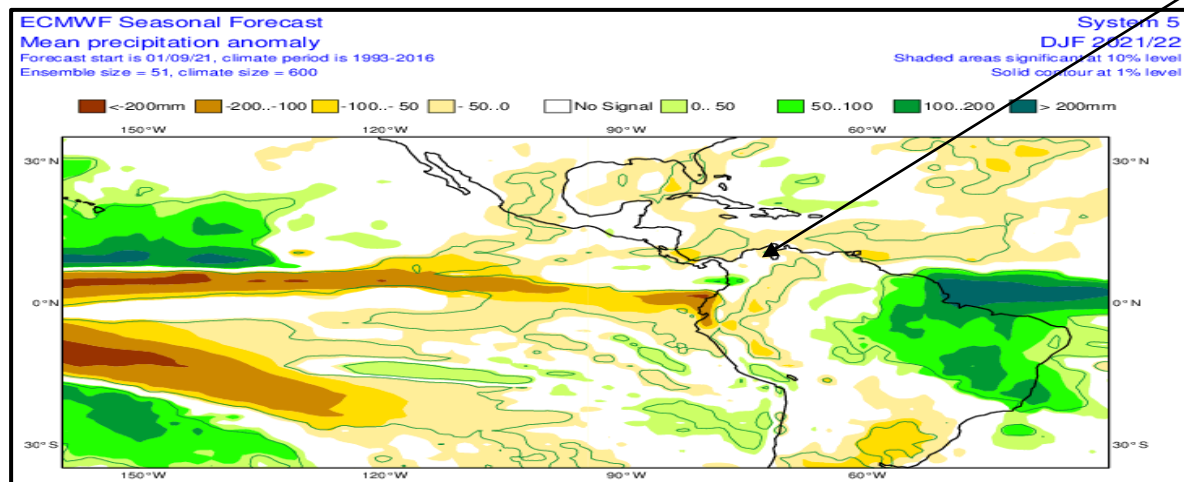 ECMWF Seasonal Forecast
System 5
Mean precipitation anomaly
DJF 2021/22
Forecast start is 01/09/21, climate period is 1993-2016
Shaded areas significant at 10% level
Ensemble size = 51, climate size = 600
Solid contour at 1% level
<-200mm -200..-100 -100..- 50 - 50..0 No Signal 0.. 50 50..100 100..200 > 200mm
150°W 120°W 90°W 60°W
30°N 30°N
0°N 0°N
30°S 30°S
150°W 120°W 90°W 60°W